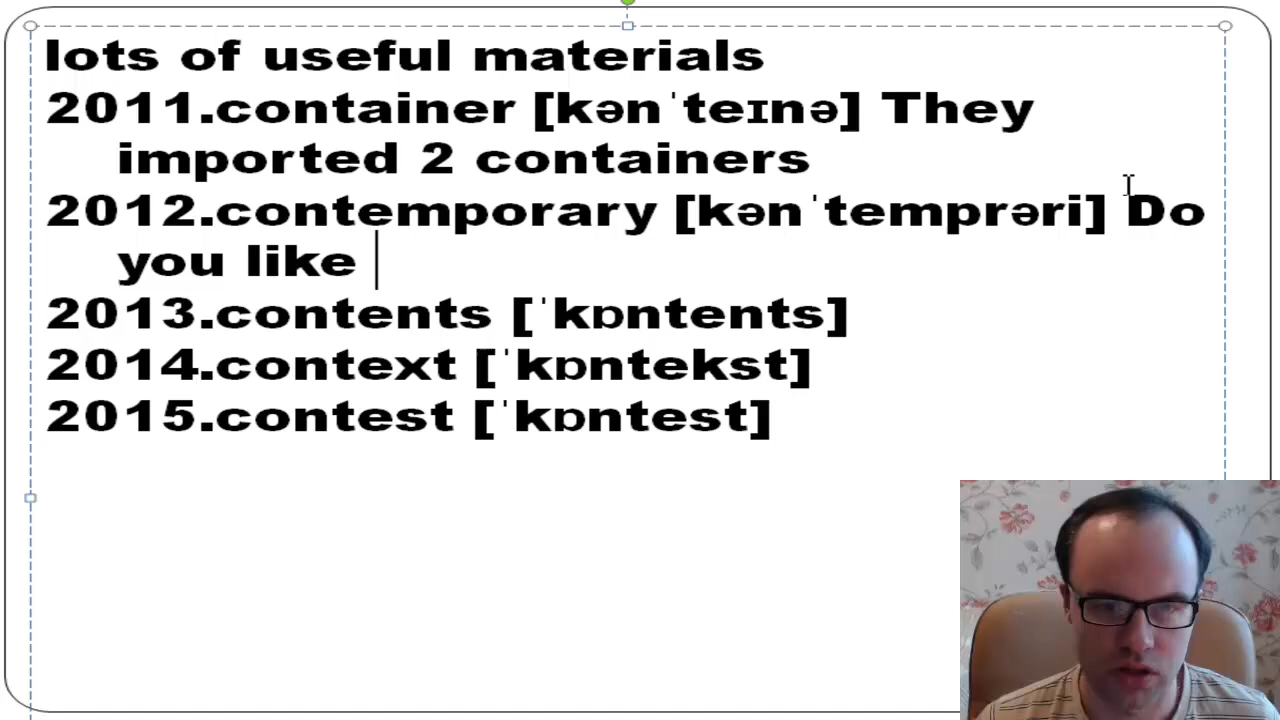 lots of useful materials
2011.container [kənˈteɪnə] They
imported 2 containers
2012.contemporary [kənˈtemprəri] Do
you like
2013.contents [ˈkɒntents]
2014.context [ˈkɒntekst]
2015.contest [ˈkɒntest]